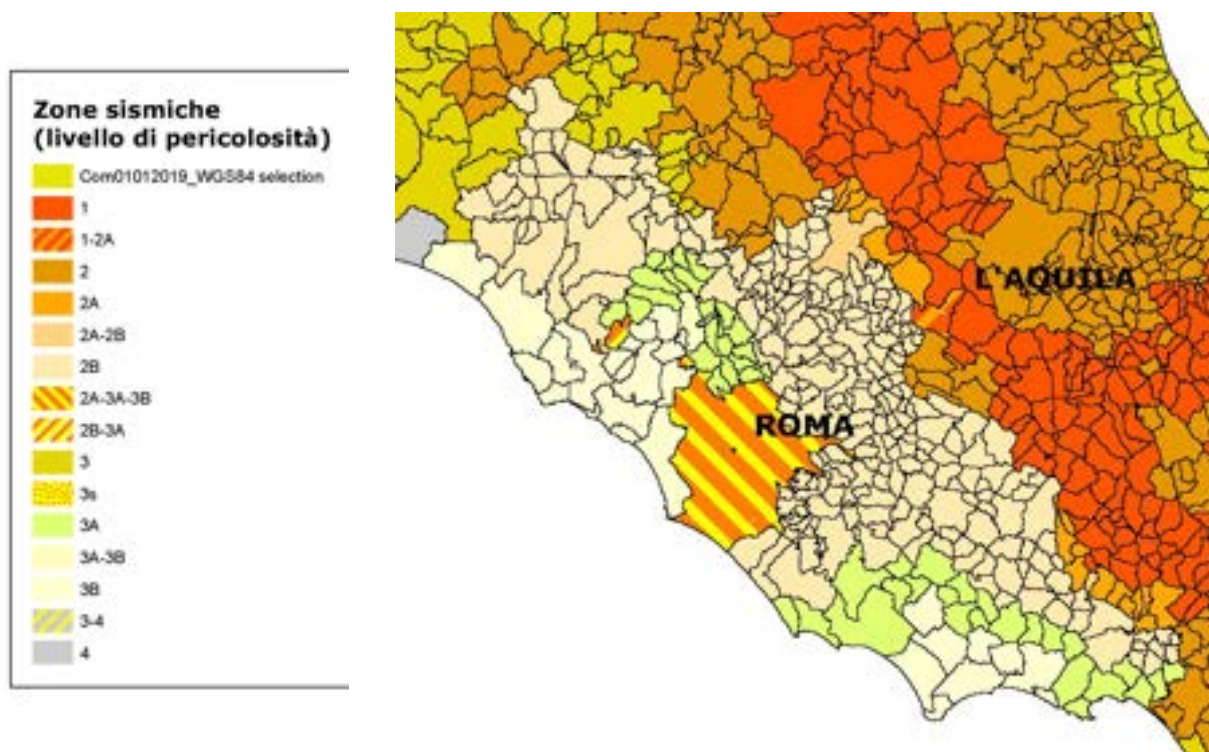 Zone sismiche
(livello di pericolosità)
Com01012019_WGS84 selection
1
1-2A
2
2A
2A-2B
2B
2A-3A-3B
2B-3A
3
3s
3A
3A-3B
3B
3-4
4
L'AQUILA
ROMA